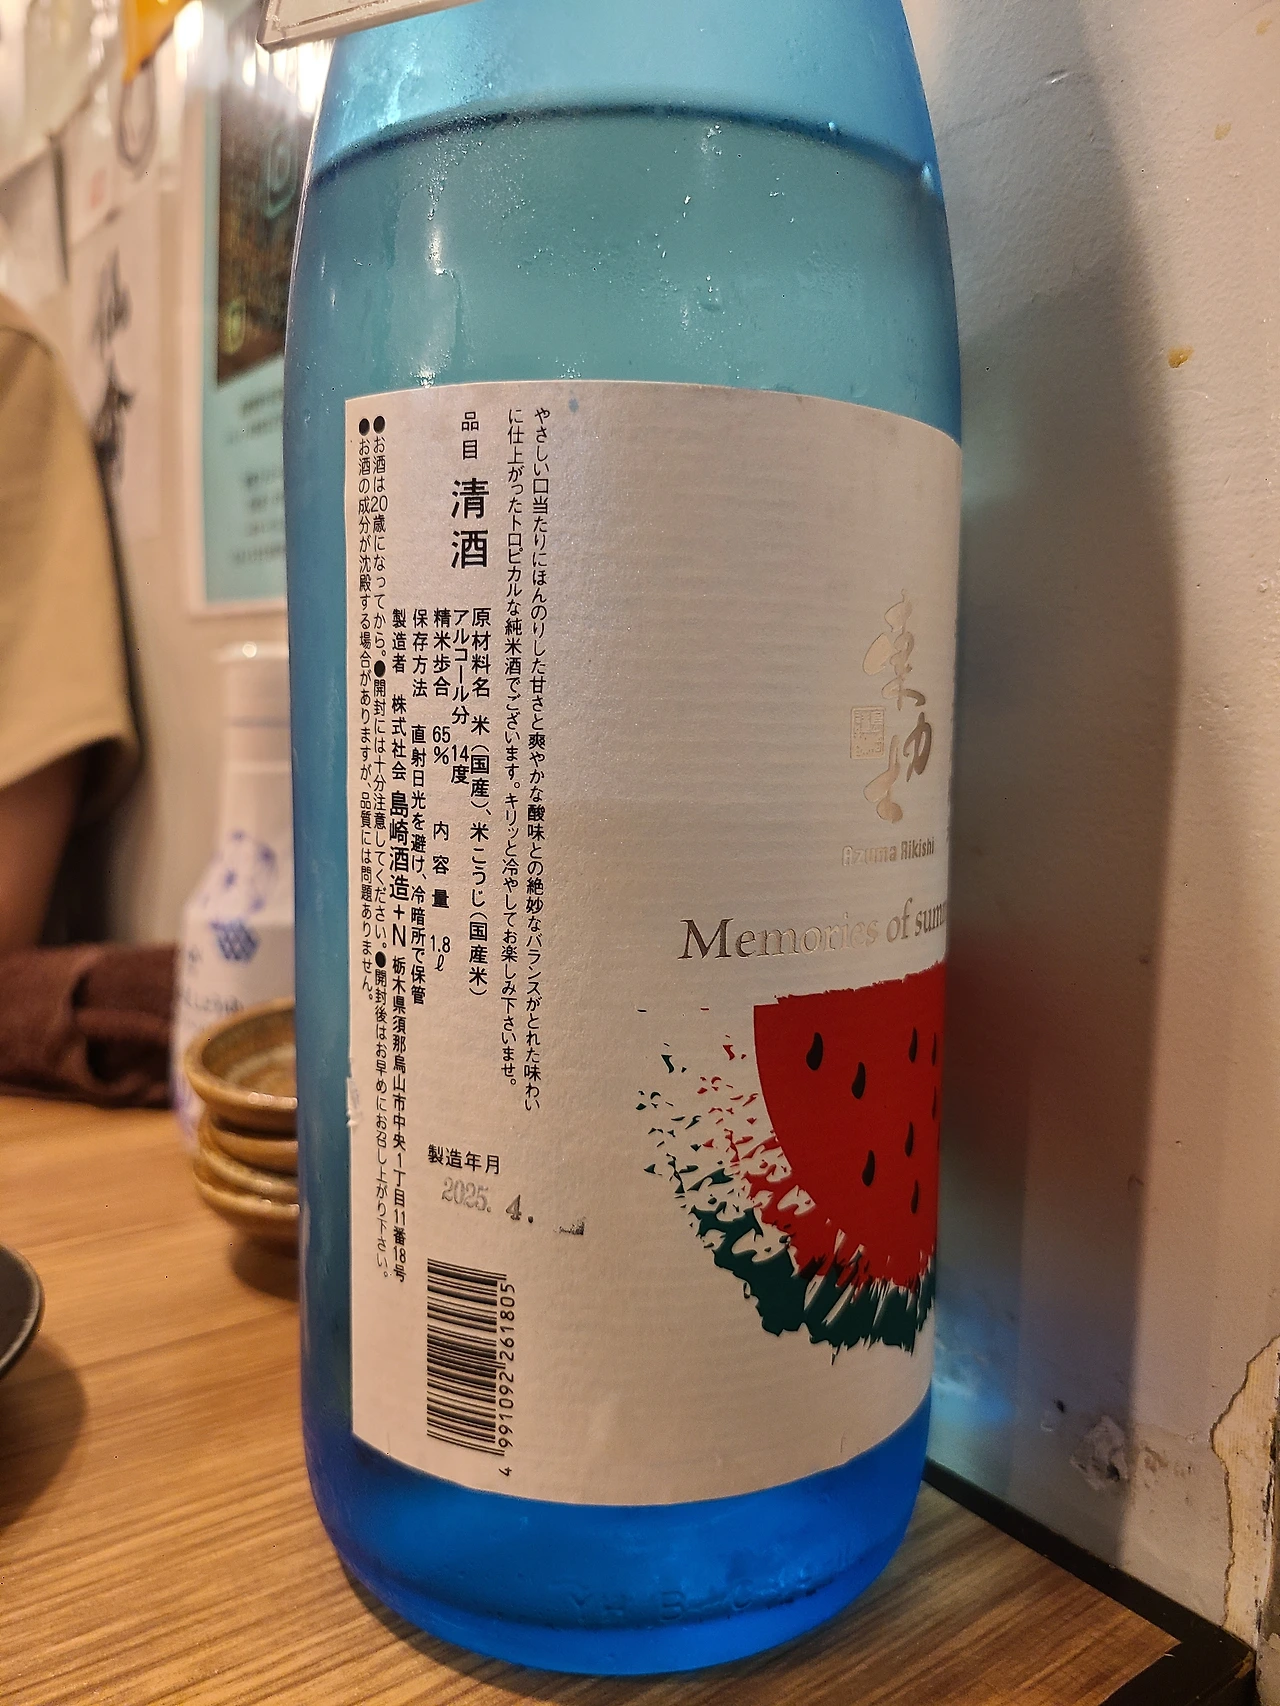 東力士
Azuma Rikishi
Memories of
やさしい口当たりにほんのりした甘さと爽やかな酸味との絶妙なバランスがとれた味わい
に仕上がったトロピカルな純米酒でございます。キリッと冷やしてお楽しみ下さいませ。
品目 清酒
原材料名 米(国産)、米こうじ(国産米)
アルコール分 14度
精米歩合 65% 内容量 1.8ℓ
保存方法 直射日光を避け、冷暗所で保管
製造者 株式会社 島崎酒造+N 栃木県須那烏山市中央1丁目11番18号
●お酒は20歳になってから。●開封には十分注意してください。●開封後はお早めにお召し上がり下さい。
●お酒の成分が沈殿する場合がありますが、品質には問題ありません。
製造年月
2025. 4.
4 991092 261805